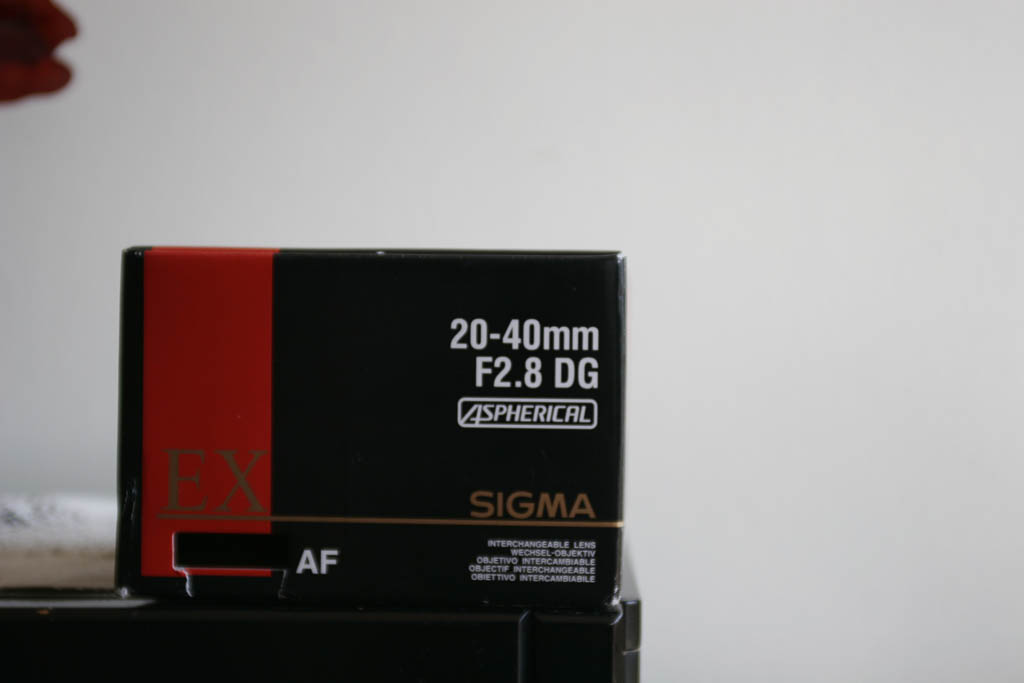 20-40mm
F2.8 DG
ASPHERICAL
EX
SIGMA
AF
INTERCHANGEABLE LENS
WECHSEL-OBJEKTIV
OBJETIVO INTERCAMBIABLE
OBJECTIF INTERCHANGEABLE
OBIETTIVO INTERCAMBIABILE